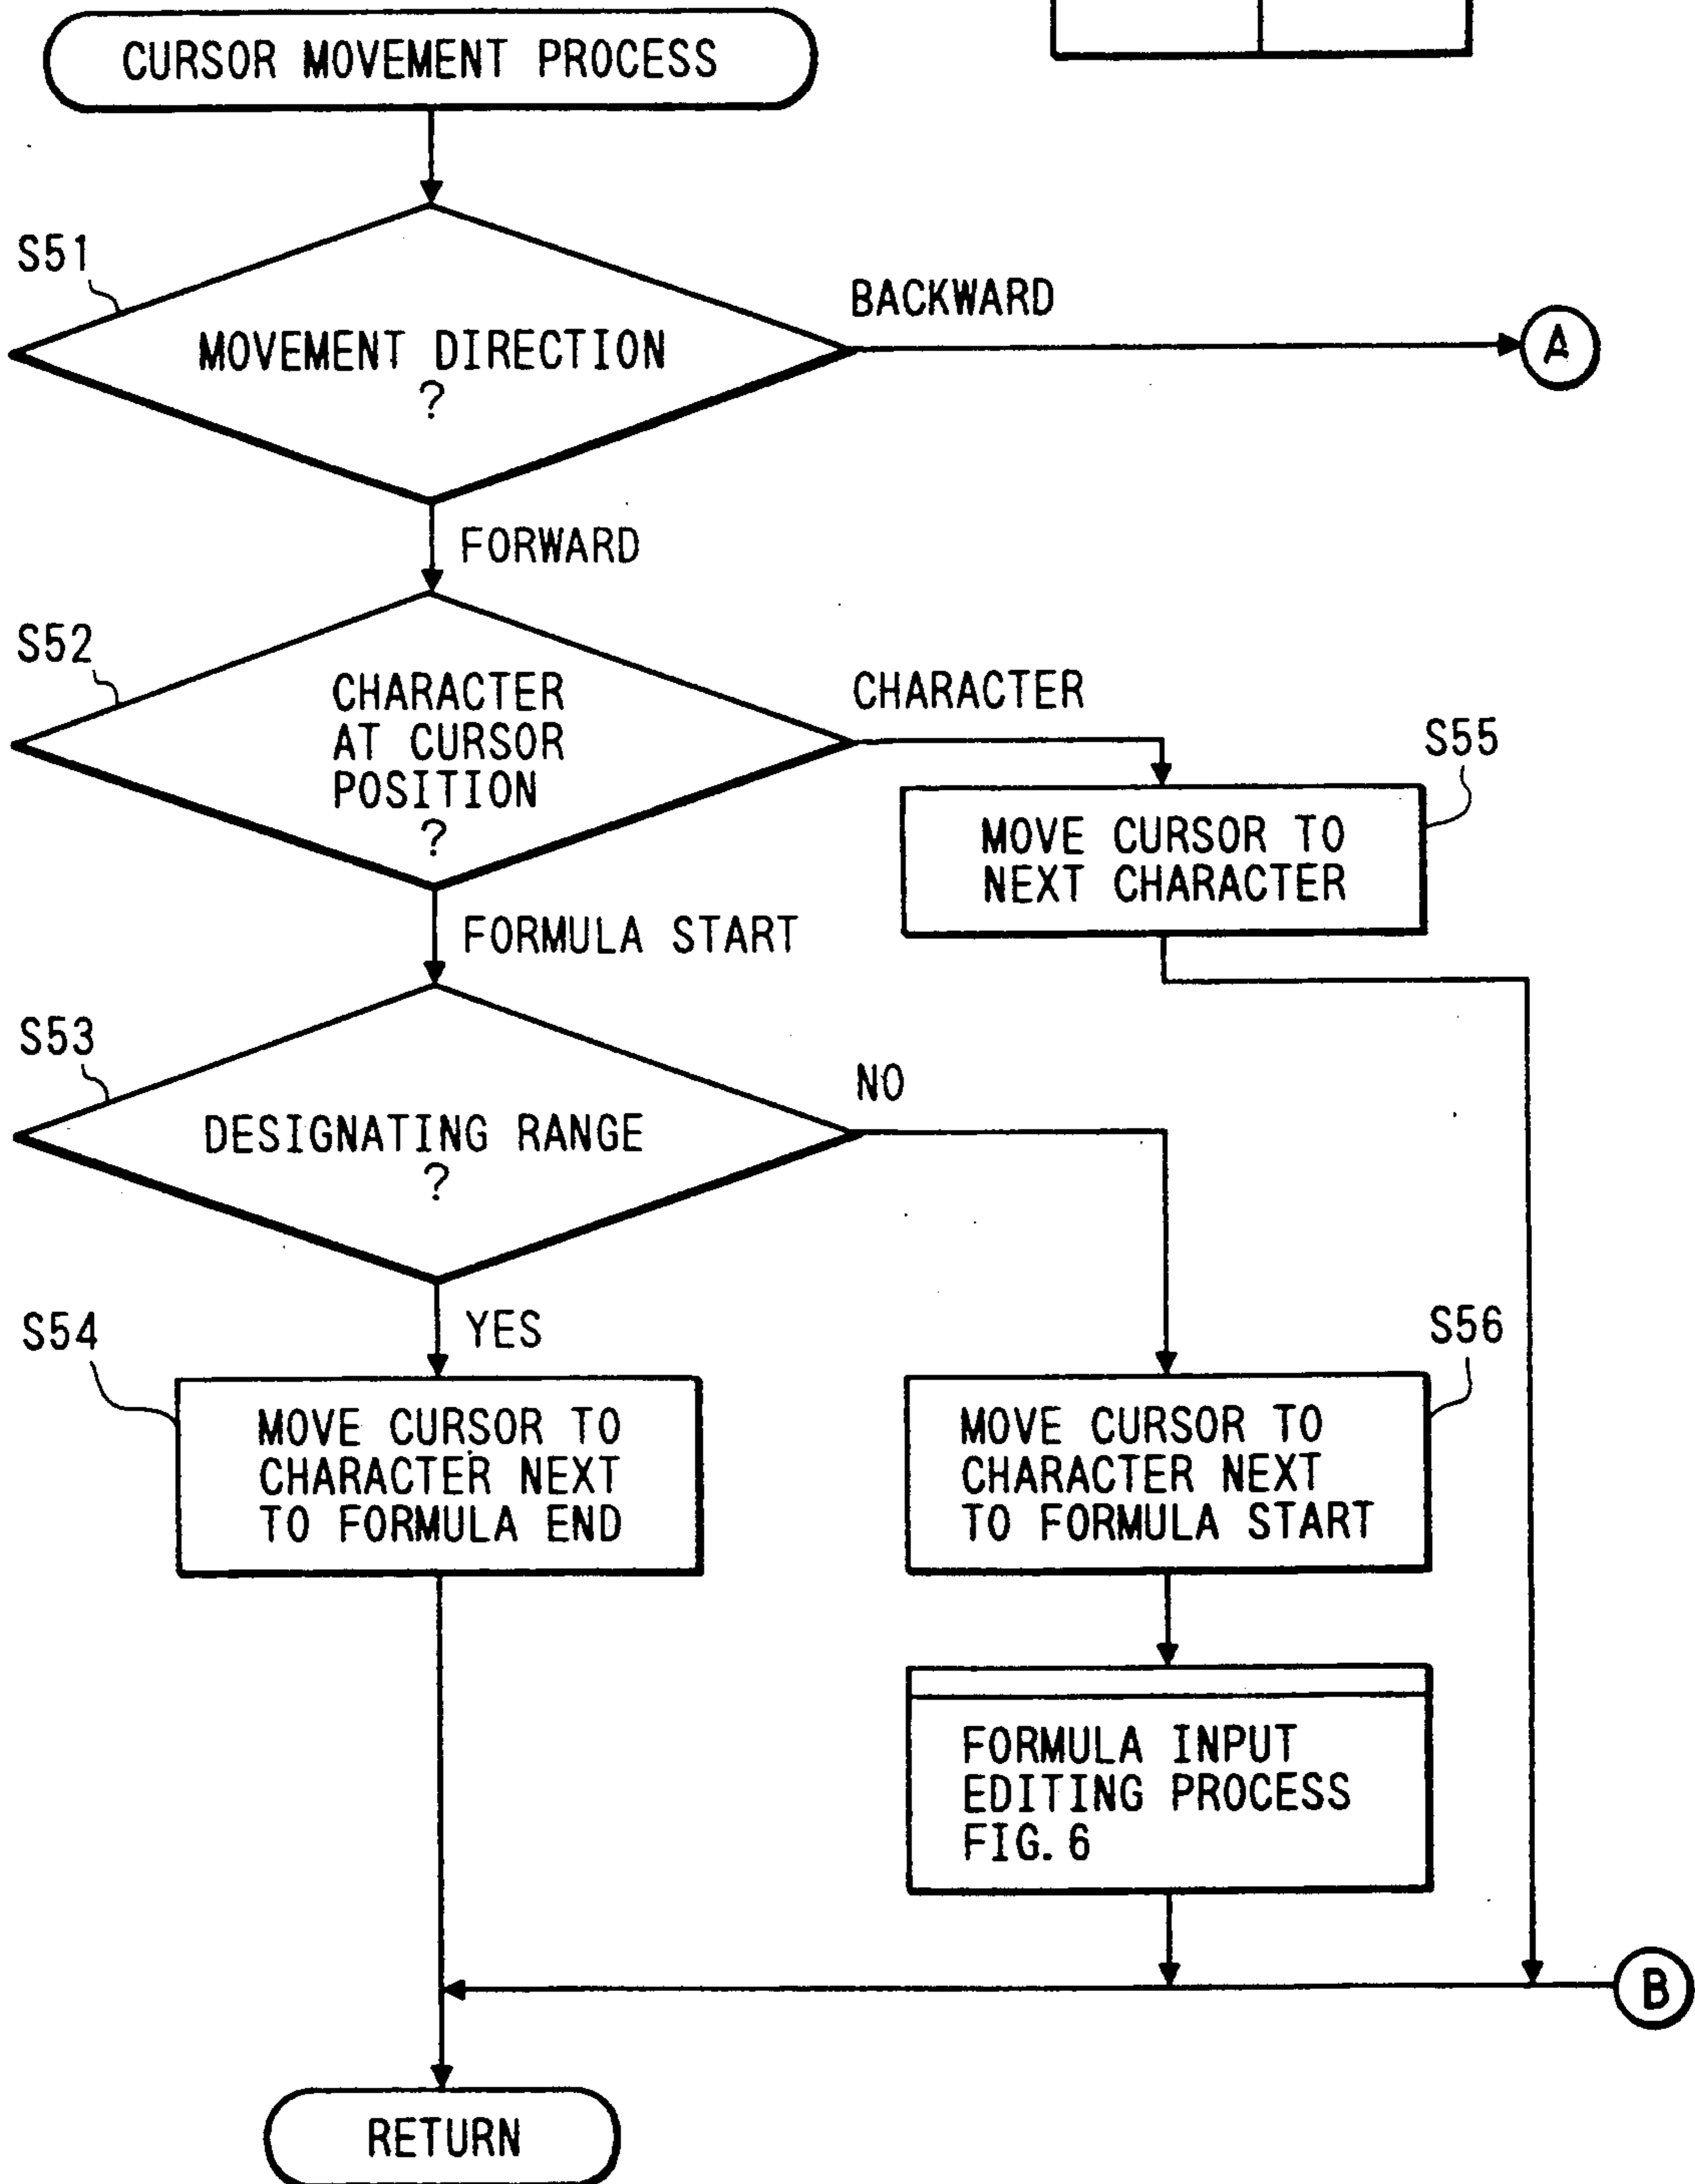 CURSOR MOVEMENT PROCESS
S51
BACKWARD
MOVEMENT DIRECTION
?
A
FORWARD
S52
CHARACTER
AT CURSOR
POSITION
?
CHARACTER
S55
MOVE CURSOR TO
NEXT CHARACTER
FORMULA START
S53
NO
DESIGNATING RANGE
?
YES
S54
MOVE CURSOR TO
CHARACTER NEXT
TO FORMULA END
S56
MOVE CURSOR TO
CHARACTER NEXT
TO FORMULA START
FORMULA INPUT
EDITING PROCESS
FIG. 6
B
RETURN